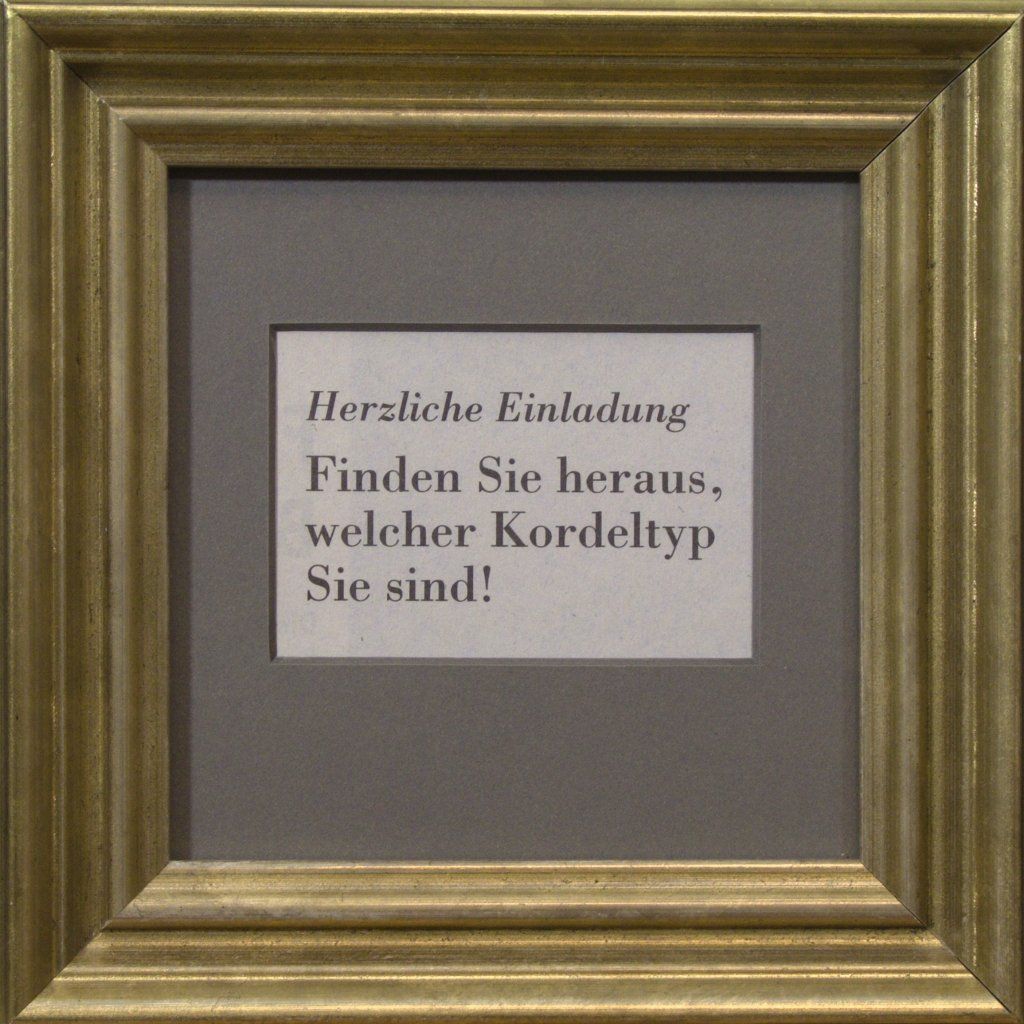 Herzliche Einladung
Finden Sie heraus,
welcher Kordeltyp
Sie sind!